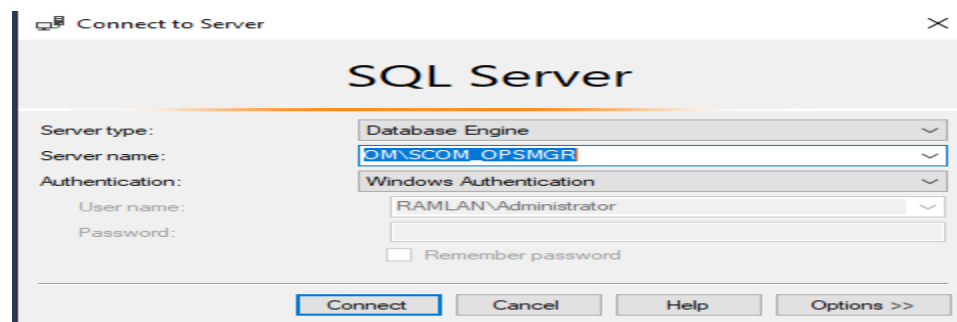 Connect to Server
SQL Server
Server type: Database Engine
Server name: OM\SCOM_OPSMGR
Authentication: Windows Authentication
User name: RAMLAN\Administrator
Password:
Remember password
Connect Cancel Help Options >>